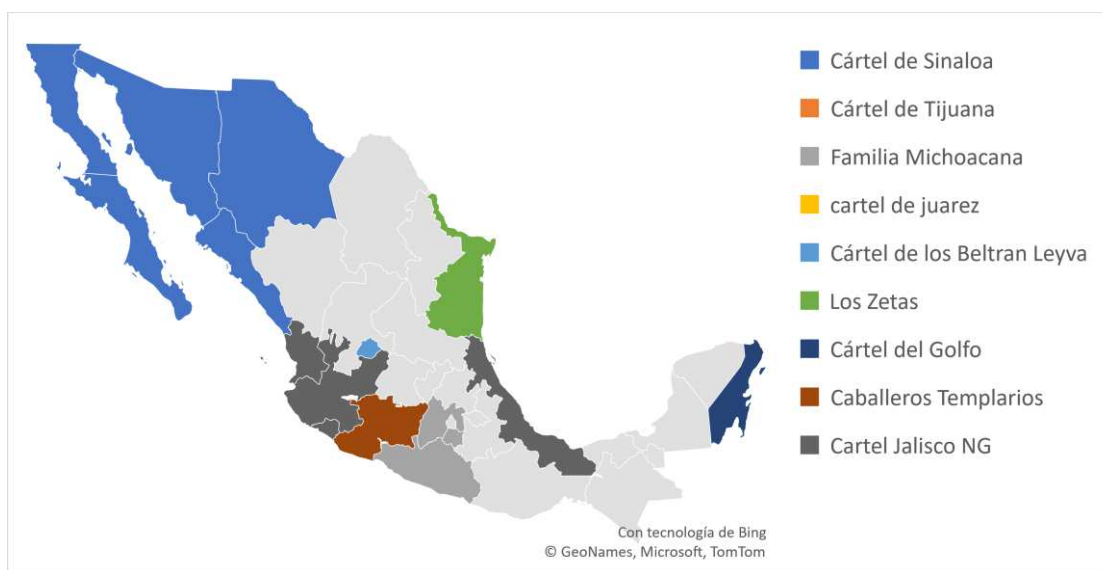 Cártel de Sinaloa
Cártel de Tijuana
Familia Michoacana
cartel de juarez
Cártel de los Beltran Leyva
Los Zetas
Cártel del Golfo
Caballeros Templarios
Cartel Jalisco NG
Con tecnología de Bing
© GeoNames, Microsoft, TomTom